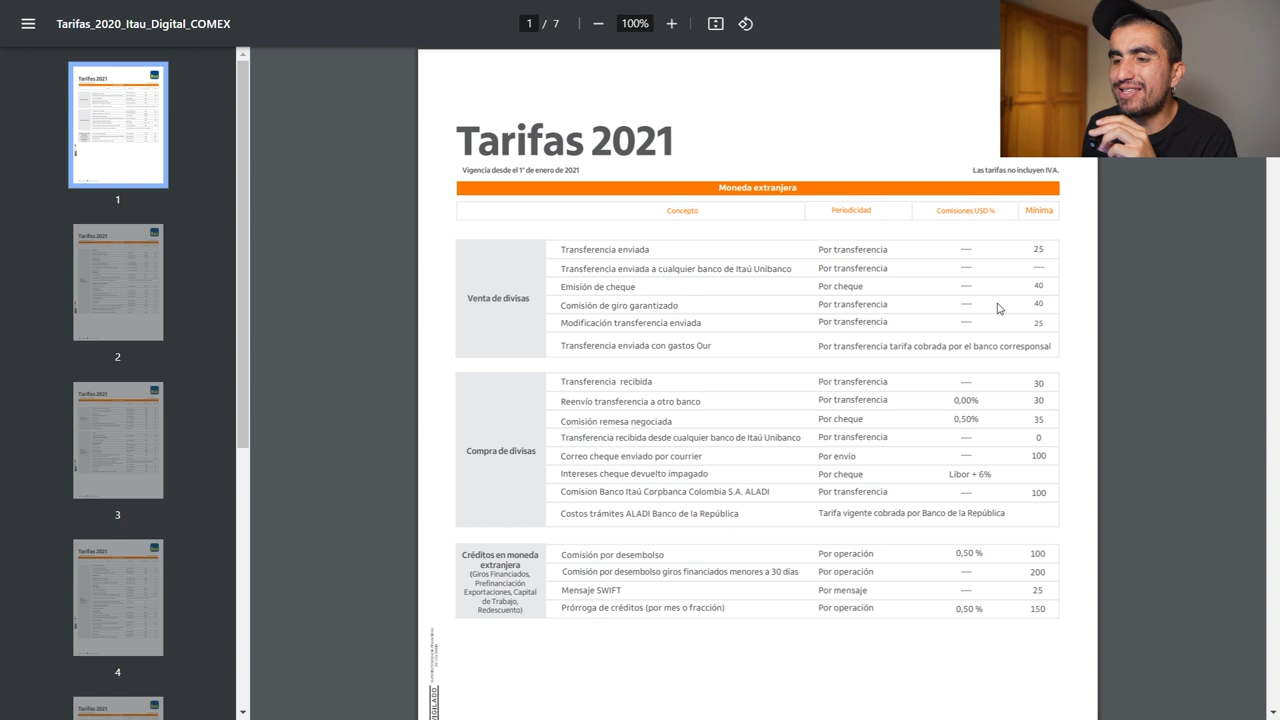 Tarifas_2020_Itau_Digital_COMEX
1 / 7
100%
Tarifas 2021
Vigencia desde el 1° de enero de 2021
Las tarifas no incluyen IVA.
Moneda extranjera
Concepto Periodicidad Comisiones USD % Mínima
Venta de divisas
Transferencia enviada Por transferencia — 25
Transferencia enviada a cualquier banco de Itaú Unibanco Por transferencia — —
Emisión de cheque Por cheque — 40
Comisión de giro garantizado Por transferencia — 40
Modificación transferencia enviada Por transferencia — 25
Transferencia enviada con gastos Our Por transferencia tarifa cobrada por el banco corresponsal
Compra de divisas
Transferencia recibida Por transferencia — 30
Reenvío transferencia a otro banco Por transferencia 0,00% 30
Comisión remesa negociada Por cheque 0,50% 35
Transferencia recibida desde cualquier banco de Itaú Unibanco Por transferencia — 0
Correo cheque enviado por courrier Por envío — 100
Intereses cheque devuelto impagado Por cheque Libor + 6%
Comision Banco Itaú Corpbanca Colombia S.A. ALADI Por transferencia — 100
Costos trámites ALADI Banco de la República Tarifa vigente cobrada por Banco de la República
Créditos en moneda
extranjera
(Giros Financiados,
Prefinanciación
Exportaciones, Capital
de Trabajo,
Redescuento)
Comisión por desembolso Por operación 0,50 % 100
Comisión por desembolso giros financiados menores a 30 días Por operación — 200
Mensaje SWIFT Por mensaje — 25
Prórroga de créditos (por mes o fracción) Por operación 0,50 % 150
VIGILADO
Tarifas 2021
1
Tarifas 2021
2
Tarifas 2021
3
Tarifas 2021
4